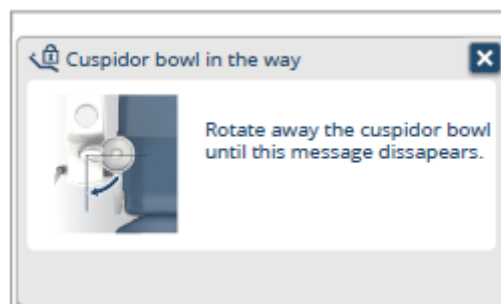 Cuspidor bowl in the way
Rotate away the cuspidor bowl
until this message dissapears.